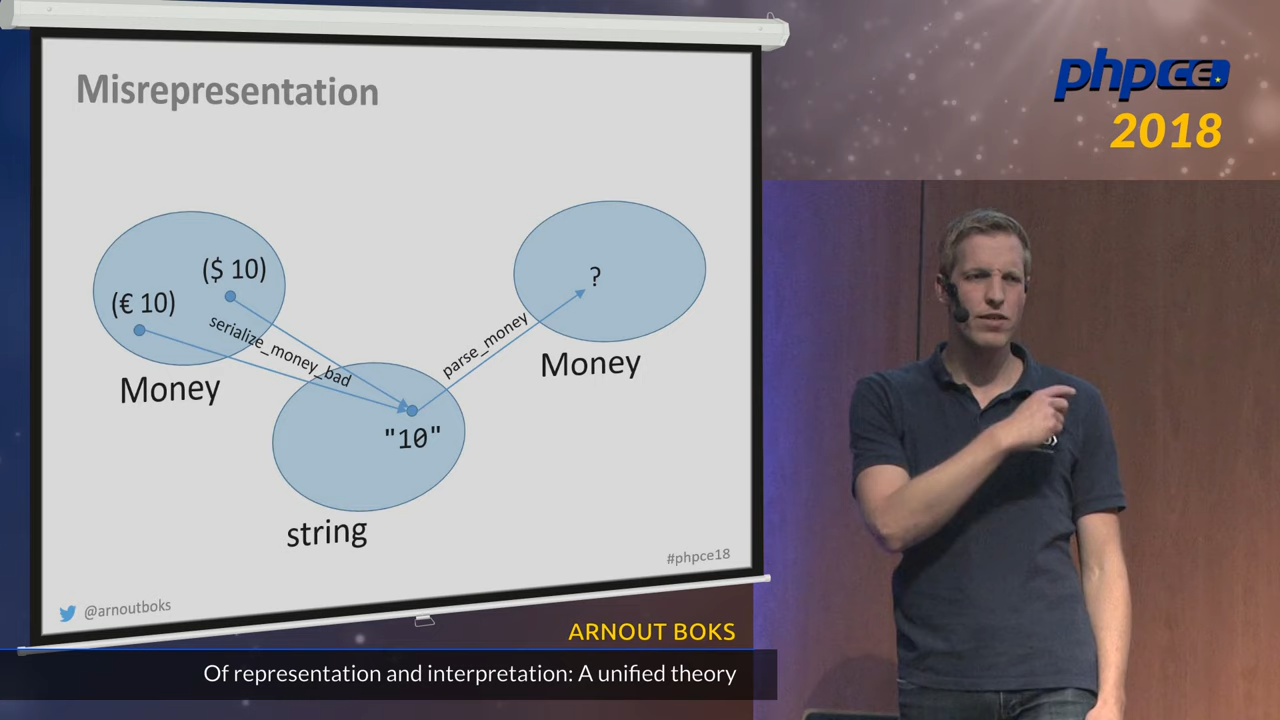 Misrepresentation
($ 10)
(€ 10)
serialize_money_bad
Money
"10"
string
parse_money
?
Money
#phpce18
@arnoutboks
phpce
2018
ARNOUT BOKS
Of representation and interpretation: A unified theory